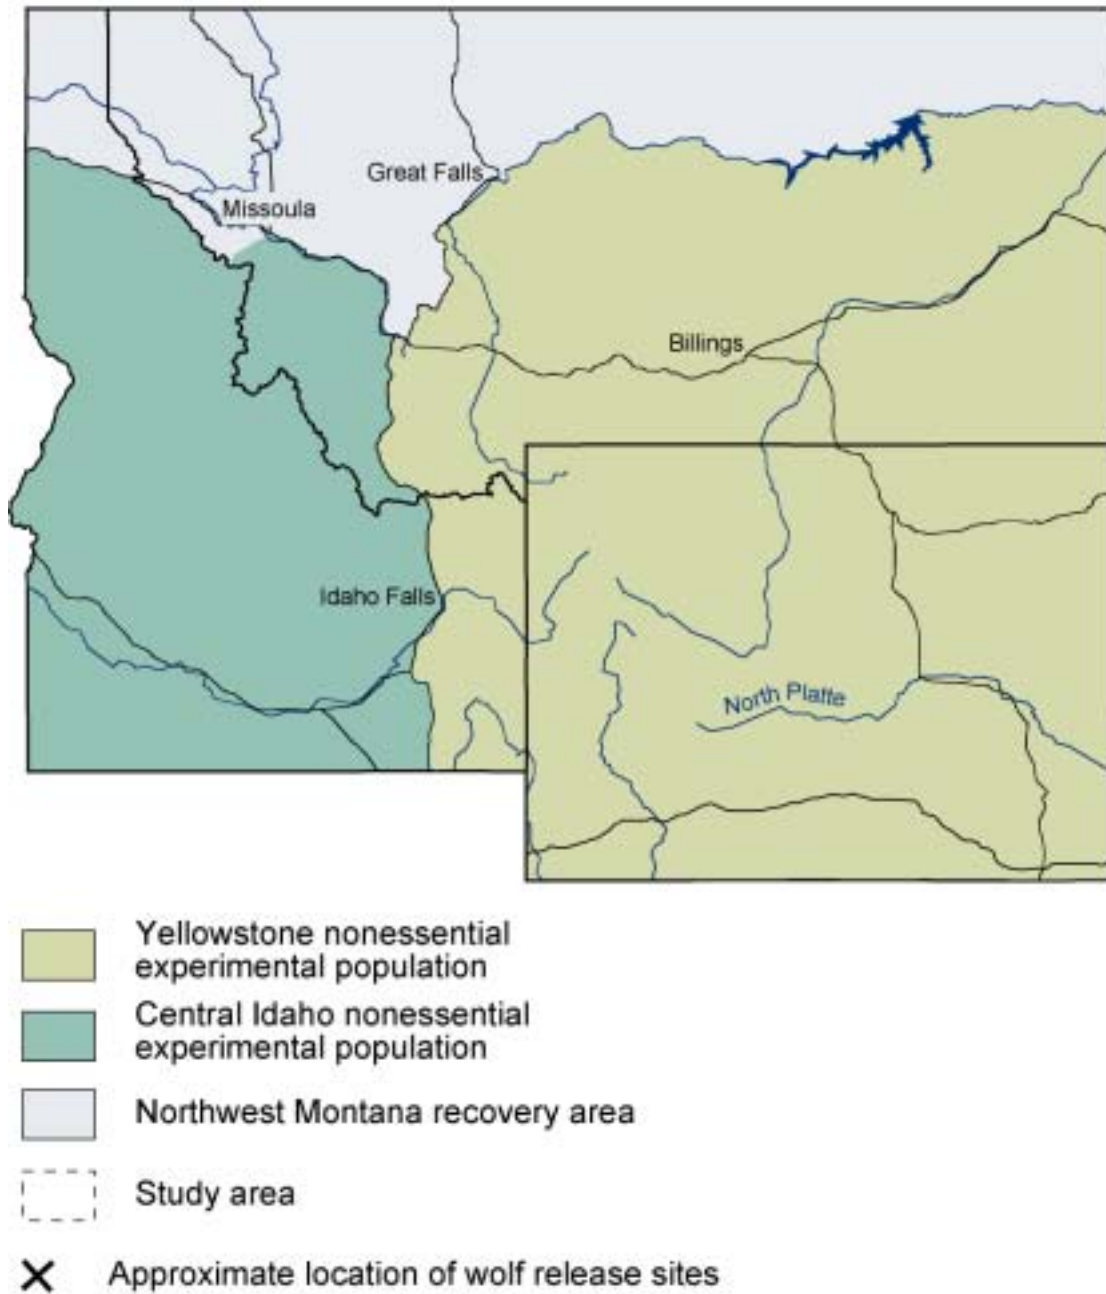 Great Falls
Missoula
Billings
Idaho Falls
North Platte
Yellowstone nonessential
experimental population
Central Idaho nonessential
experimental population
Northwest Montana recovery area
Study area
Approximate location of wolf release sites